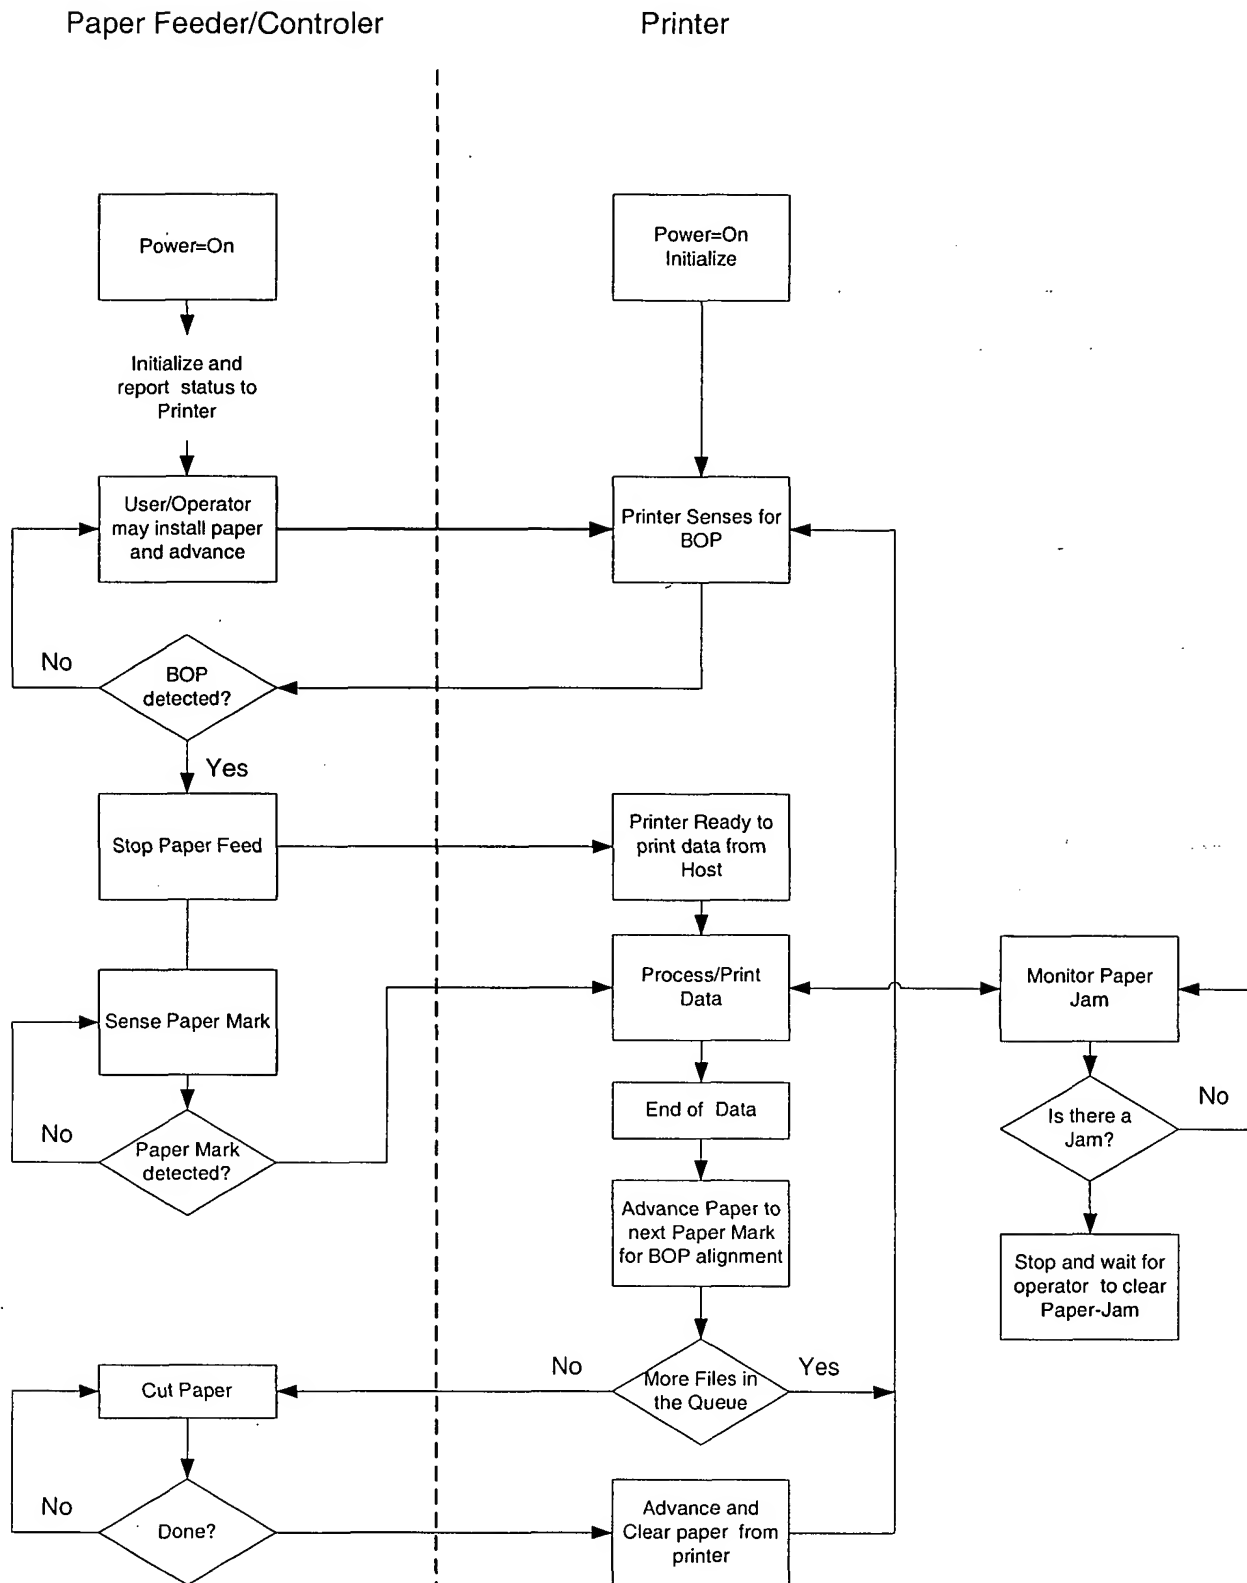 Paper Feeder/Controler
Printer
Power=On
Power=On
Initialize
Initialize and
report status to
Printer
User/Operator
may install paper
and advance
Printer Senses for
BOP
No
BOP
detected?
Yes
Stop Paper Feed
Printer Ready to
print data from
Host
Sense Paper Mark
Process/Print
Data
Monitor Paper
Jam
No
Paper Mark
detected?
End of Data
Is there a
Jam?
No
Advance Paper to
next Paper Mark
for BOP alignment
Stop and wait for
operator to clear
Paper-Jam
Cut Paper
No
More Files in
the Queue
Yes
No
Done?
Advance and
Clear paper from
printer